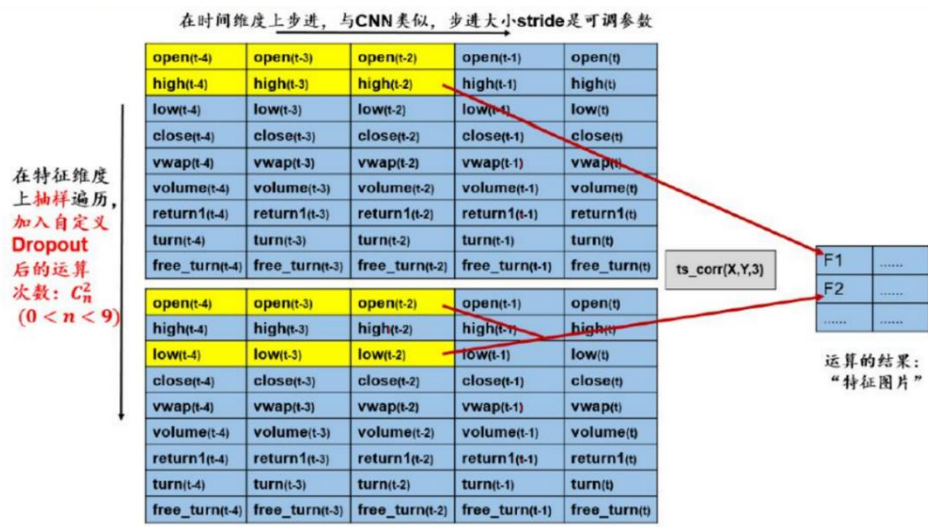 在时间维度上步进，与CNN类似，步进大小stride是可调参数
open(t-4) open(t-3) open(t-2) open(t-1) open(t)
high(t-4) high(t-3) high(t-2) high(t-1) high(t)
low(t-4) low(t-3) low(t-2) low(t-1) low(t)
close(t-4) close(t-3) close(t-2) close(t-1) close(t)
vwap(t-4) vwap(t-3) vwap(t-2) vwap(t-1) vwap(t)
volume(t-4) volume(t-3) volume(t-2) volume(t-1) volume(t)
return1(t-4) return1(t-3) return1(t-2) return1(t-1) return1(t)
turn(t-4) turn(t-3) turn(t-2) turn(t-1) turn(t)
free_turn(t-4) free_turn(t-3) free_turn(t-2) free_turn(t-1) free_turn(t)
在特征维度
上抽样遍历，
加入自定义
Dropout
后的运算
次数：C_n^2
(0 < n < 9)
open(t-4) open(t-3) open(t-2) open(t-1) open(t)
high(t-4) high(t-3) high(t-2) high(t-1) high(t)
low(t-4) low(t-3) low(t-2) low(t-1) low(t)
close(t-4) close(t-3) close(t-2) close(t-1) close(t)
vwap(t-4) vwap(t-3) vwap(t-2) vwap(t-1) vwap(t)
volume(t-4) volume(t-3) volume(t-2) volume(t-1) volume(t)
return1(t-4) return1(t-3) return1(t-2) return1(t-1) return1(t)
turn(t-4) turn(t-3) turn(t-2) turn(t-1) turn(t)
free_turn(t-4) free_turn(t-3) free_turn(t-2) free_turn(t-1) free_turn(t)
ts_corr(X,Y,3)
F1 ......
F2 ......
...... ......
运算的结果：
“特征图片”